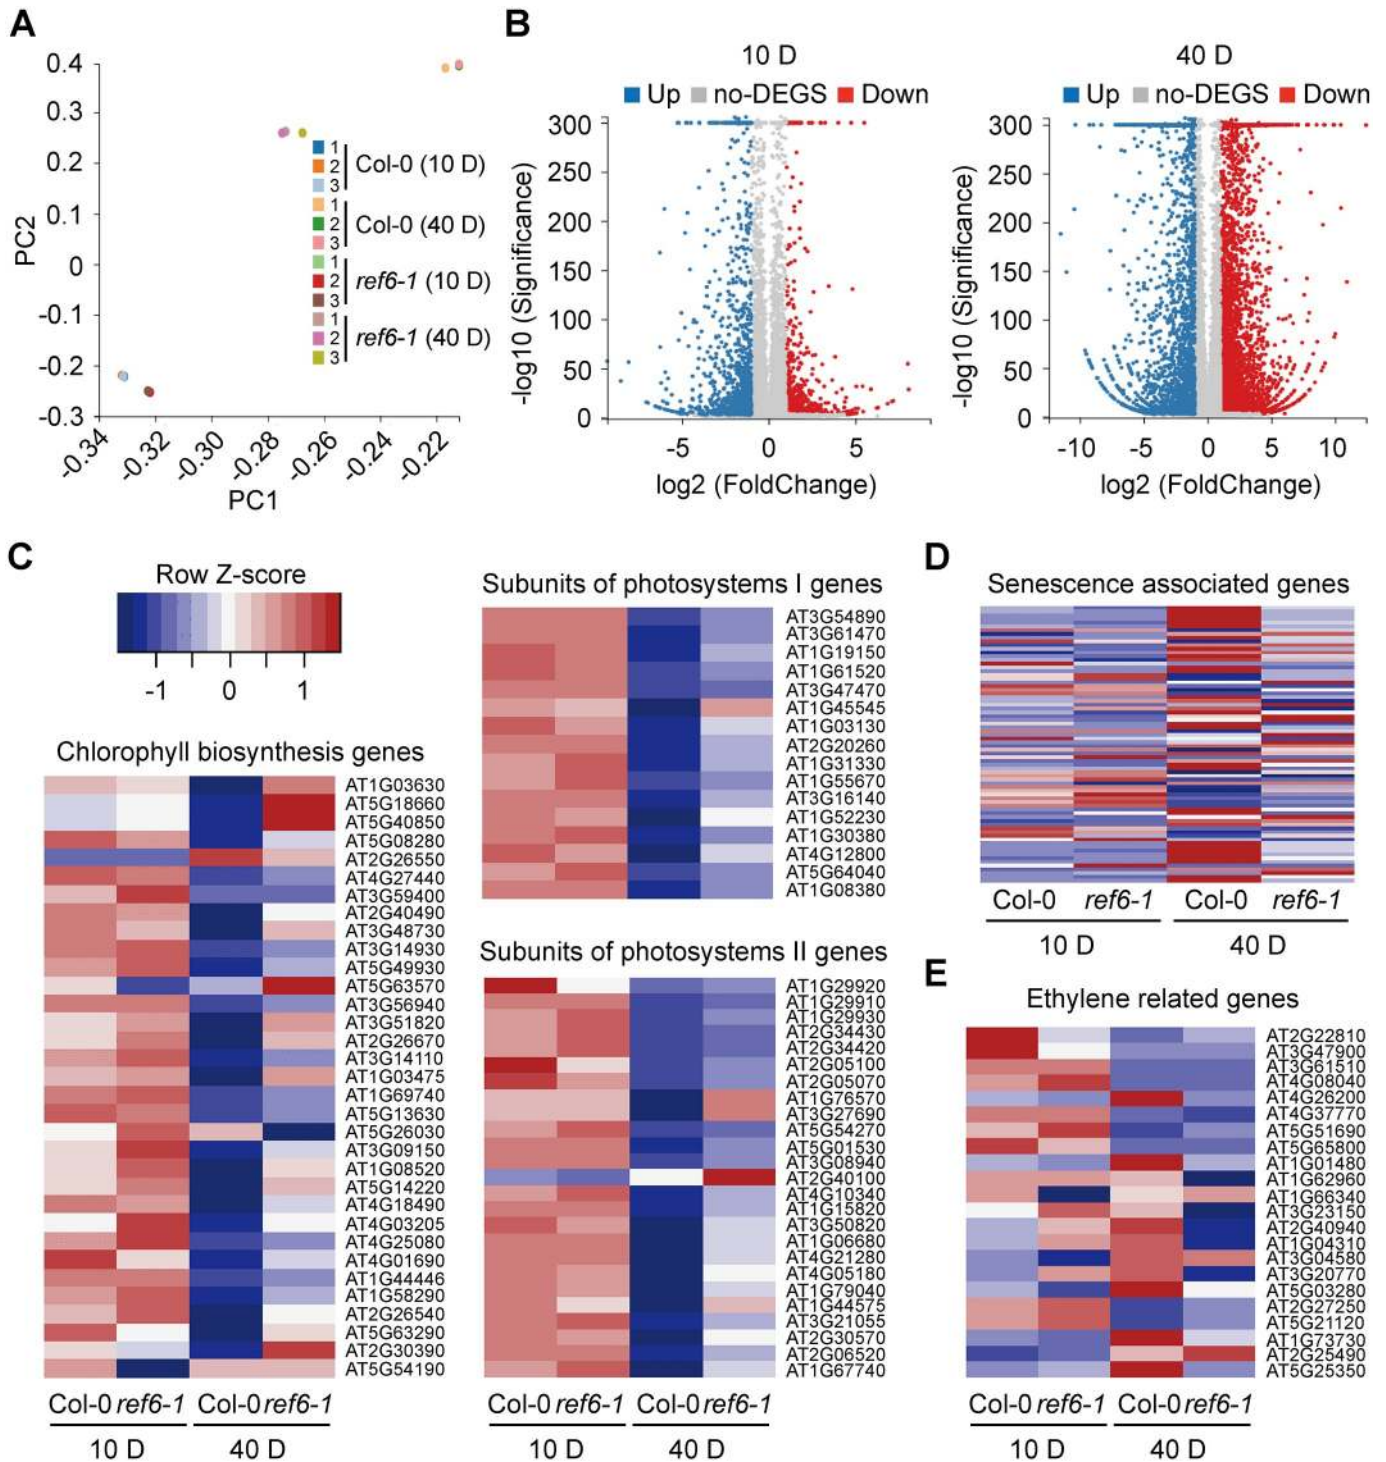 A
0.4
0.3
0.2
0.1
0
-0.1
-0.2
-0.3
PC2
-0.34
-0.32
-0.30
-0.28
-0.26
-0.24
-0.22
PC1
1
2
3
Col-0 (10 D)
1
2
3
Col-0 (40 D)
1
2
3
ref6-1 (10 D)
1
2
3
ref6-1 (40 D)
B
10 D
Up no-DEGS Down
300
250
200
150
100
50
0
-log10 (Significance)
-5 0 5
log2 (FoldChange)
40 D
Up no-DEGS Down
300
250
200
150
100
50
0
-log10 (Significance)
-10 -5 0 5 10
log2 (FoldChange)
C
Row Z-score
-1 0 1
Chlorophyll biosynthesis genes
AT1G03630
AT5G18660
AT5G40850
AT5G08280
AT2G26550
AT4G27440
AT3G59400
AT2G40490
AT3G48730
AT3G14930
AT5G49930
AT5G63570
AT3G56940
AT3G51820
AT2G26670
AT3G14110
AT1G03475
AT1G69740
AT5G13630
AT5G26030
AT3G09150
AT1G08520
AT5G14220
AT4G18490
AT4G03205
AT4G25080
AT4G01690
AT1G44446
AT1G58290
AT2G26540
AT5G63290
AT2G30390
AT5G54190
Col-0 ref6-1 Col-0 ref6-1
10 D 40 D
Subunits of photosystems I genes
AT3G54890
AT3G61470
AT1G19150
AT1G61520
AT3G47470
AT1G45545
AT1G03130
AT2G20260
AT1G31330
AT1G55670
AT3G16140
AT1G52230
AT1G30380
AT4G12800
AT5G64040
AT1G08380
Subunits of photosystems II genes
AT1G29920
AT1G29910
AT1G29930
AT2G34430
AT2G34420
AT2G05100
AT2G05070
AT1G76570
AT3G27690
AT5G54270
AT5G01530
AT3G08940
AT2G40100
AT4G10340
AT1G15820
AT3G50820
AT1G06680
AT4G21280
AT4G05180
AT1G79040
AT1G44575
AT3G21055
AT2G30570
AT2G06520
AT1G67740
Col-0 ref6-1 Col-0 ref6-1
10 D 40 D
D
Senescence associated genes
Col-0 ref6-1 Col-0 ref6-1
10 D 40 D
E
Ethylene related genes
AT2G22810
AT3G47900
AT3G61510
AT4G08040
AT4G26200
AT4G37770
AT5G51690
AT5G65800
AT1G01480
AT1G62960
AT1G66340
AT3G23150
AT2G40940
AT1G04310
AT3G04580
AT3G20770
AT5G03280
AT2G27250
AT5G21120
AT1G73730
AT2G25490
AT5G25350
Col-0 ref6-1 Col-0 ref6-1
10 D 40 D